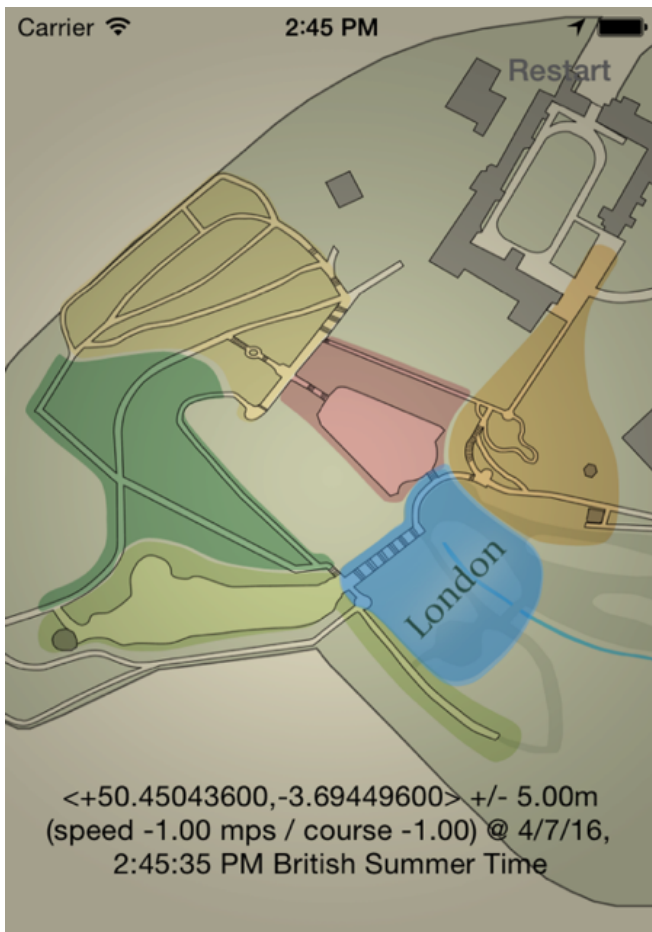 Carrier 2:45 PM
Restart
London
<+50.45043600,-3.69449600> +/- 5.00m
(speed -1.00 mps / course -1.00) @ 4/7/16,
2:45:35 PM British Summer Time